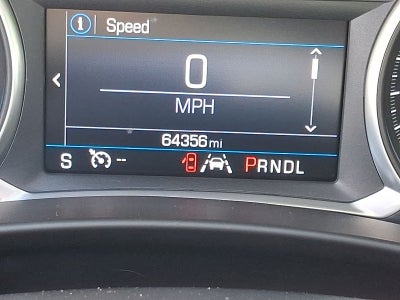 i Speed
0
MPH
64356 mi
S -- PRNDL